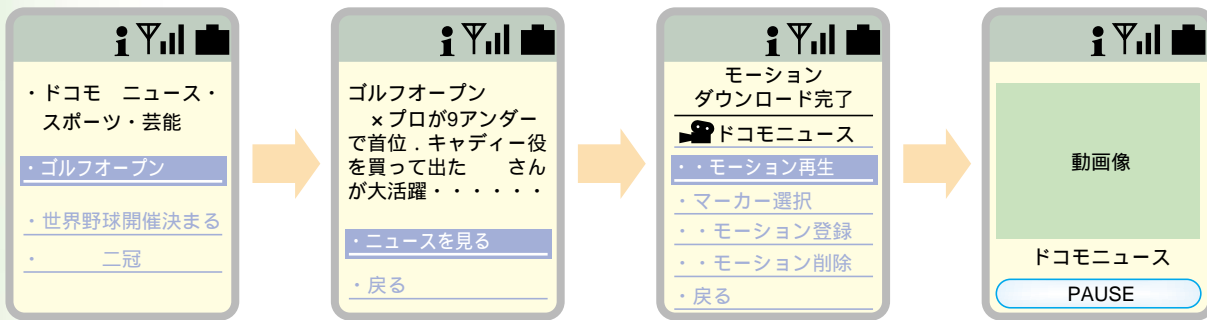 ・ドコモ ニュース・
スポーツ・芸能
・ゴルフオープン
・世界野球開催決まる
・ 二冠
ゴルフオープン
×プロが9アンダー
で首位．キャディー役
を買って出た さん
が大活躍・・・・・・
・ニュースを見る
・戻る
モーション
ダウンロード完了
ドコモニュース
・・モーション再生
・マーカー選択
・・モーション登録
・・モーション削除
・戻る
動画像
ドコモニュース
PAUSE